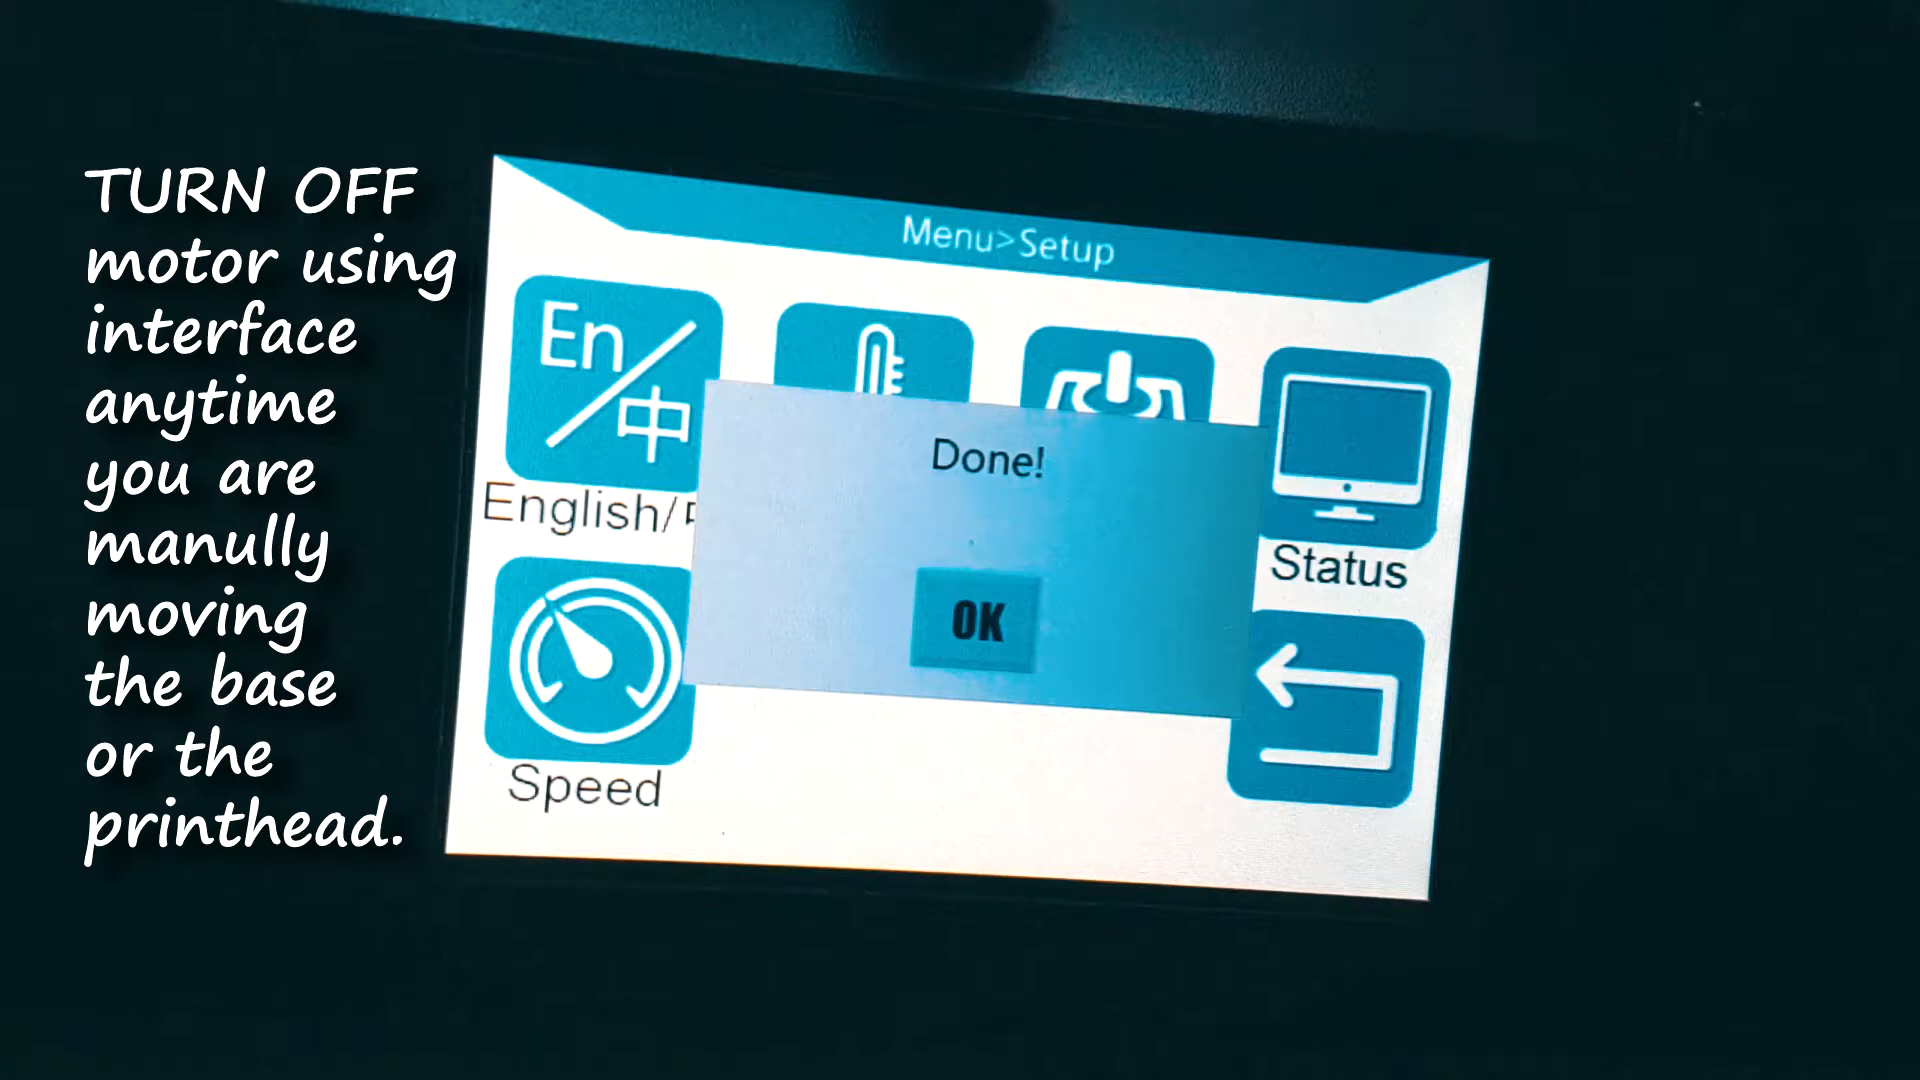 TURN OFF
motor using
interface
anytime
you are
manully
moving
the base
or the
printhead.
Menu>Setup
En/中
English/
Done!
OK
Status
Speed